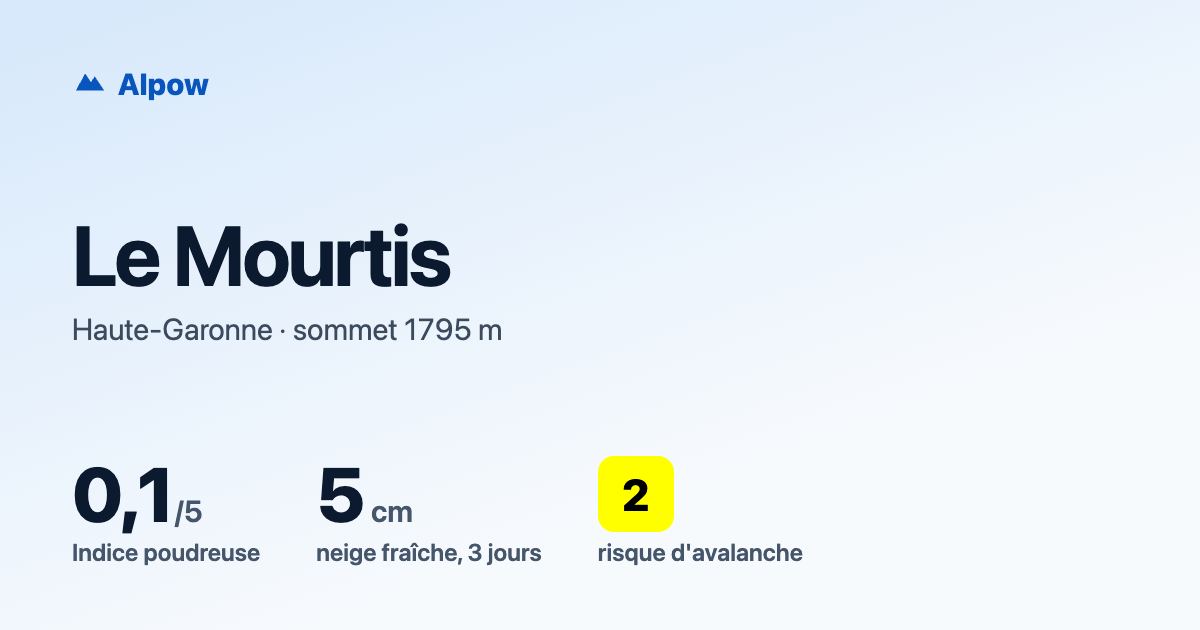 Alpow
Le Mourtis
Haute-Garonne · sommet 1795 m
0,1/5
Indice poudreuse
5 cm
neige fraîche, 3 jours
2
risque d'avalanche